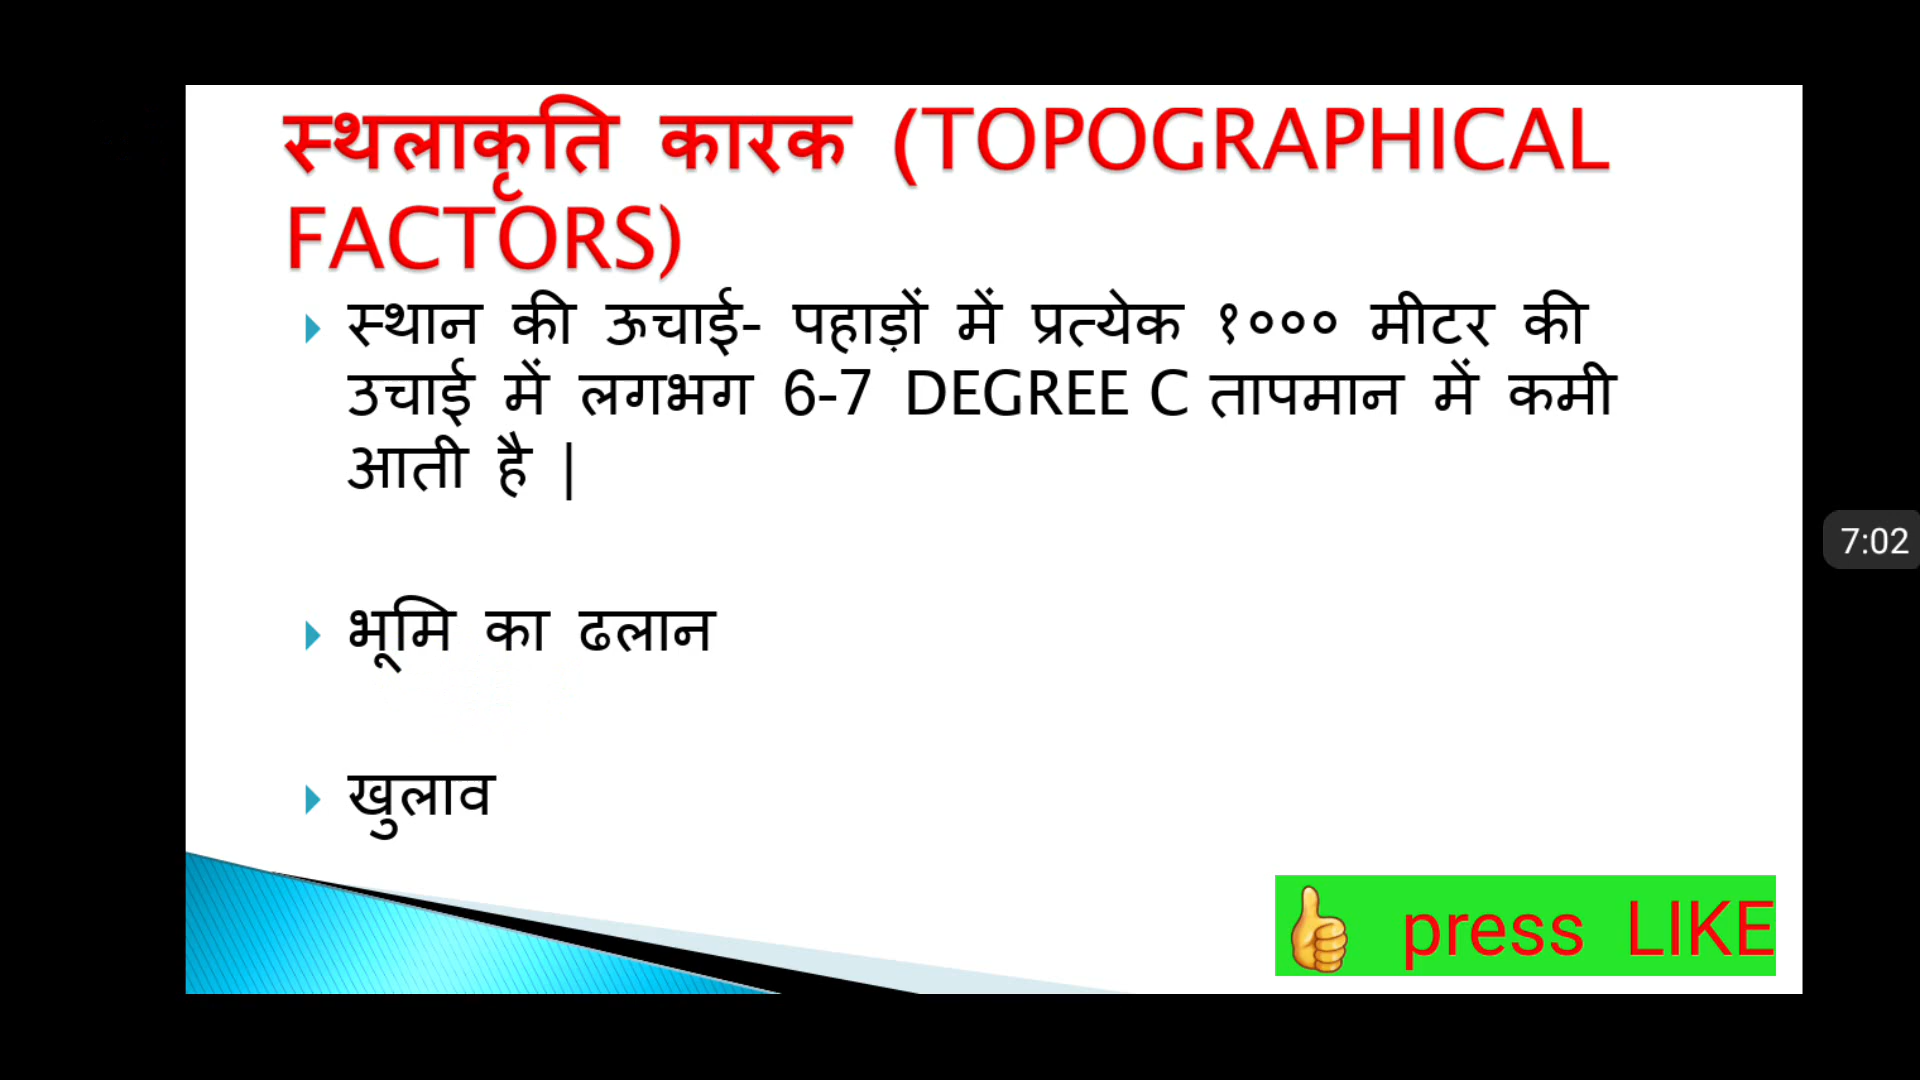 स्थलाकृति कारक (TOPOGRAPHICAL
FACTORS)
स्थान की ऊचाई- पहाड़ों में प्रत्येक १००० मीटर की
उचाई में लगभग 6-7 DEGREE C तापमान में कमी
आती है |
7:02
भूमि का ढलान
खुलाव
press LIKE